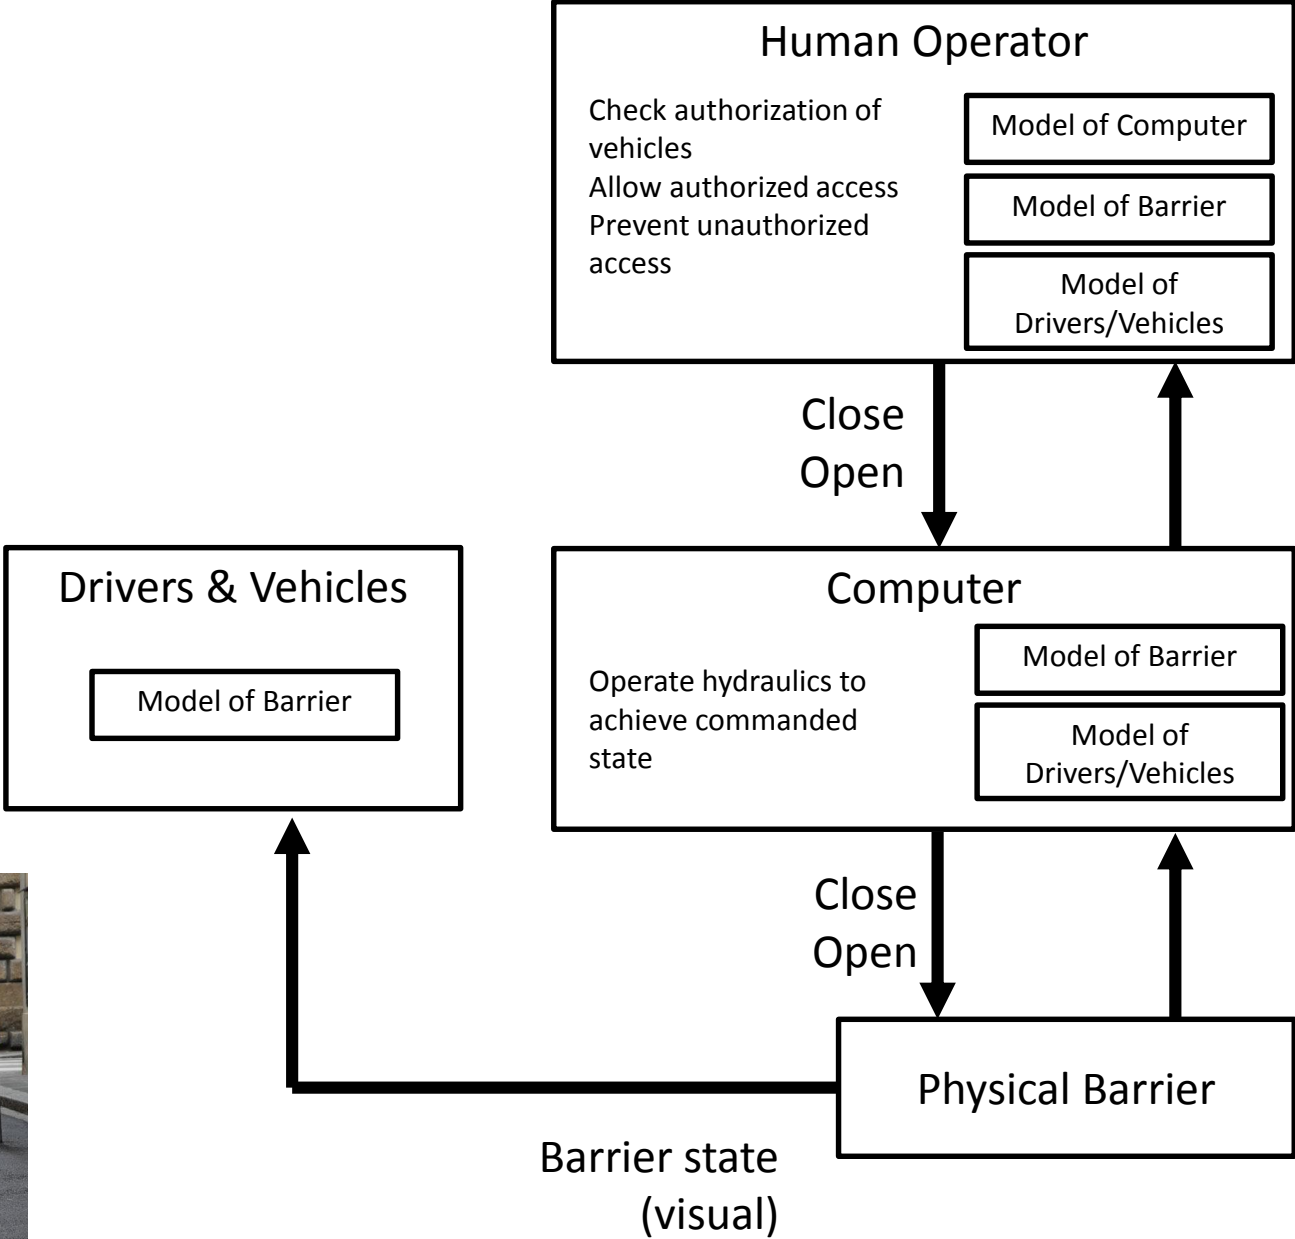 Human Operator
Check authorization of
vehicles
Allow authorized access
Prevent unauthorized
access
Model of Computer
Model of Barrier
Model of
Drivers/Vehicles
Close
Open
Drivers & Vehicles
Model of Barrier
Computer
Operate hydraulics to
achieve commanded
state
Model of Barrier
Model of
Drivers/Vehicles
Close
Open
Physical Barrier
Barrier state
(visual)